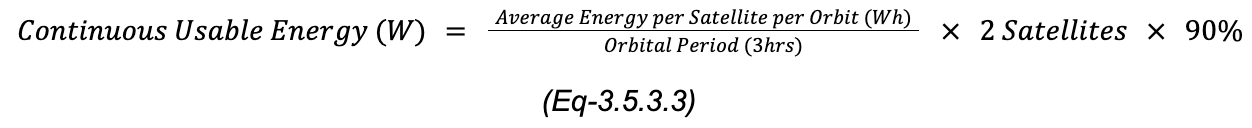 Continuous Usable Energy (W) = Average Energy per Satellite per Orbit (Wh) / Orbital Period (3hrs) × 2 Satellites × 90%
(Eq-3.5.3.3)